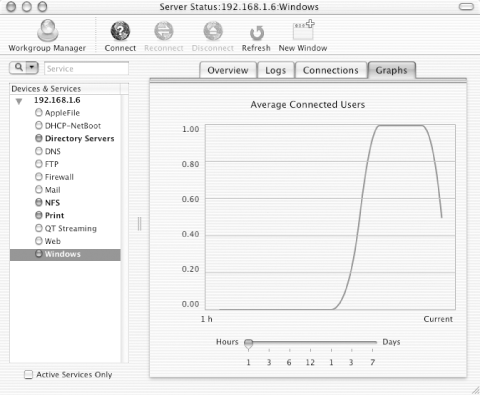 Server Status:192.168.1.6:Windows
Workgroup Manager
Connect
Reconnect
Disconnect
Refresh
New Window
Service
Overview
Logs
Connections
Graphs
Devices & Services
192.168.1.6
AppleFile
DHCP-NetBoot
Directory Servers
DNS
FTP
Firewall
Mail
NFS
Print
QT Streaming
Web
Windows
Active Services Only
Average Connected Users
1.00
0.80
0.60
0.40
0.20
0.00
1 h Current
Hours Days
1 3 6 12 1 3 7